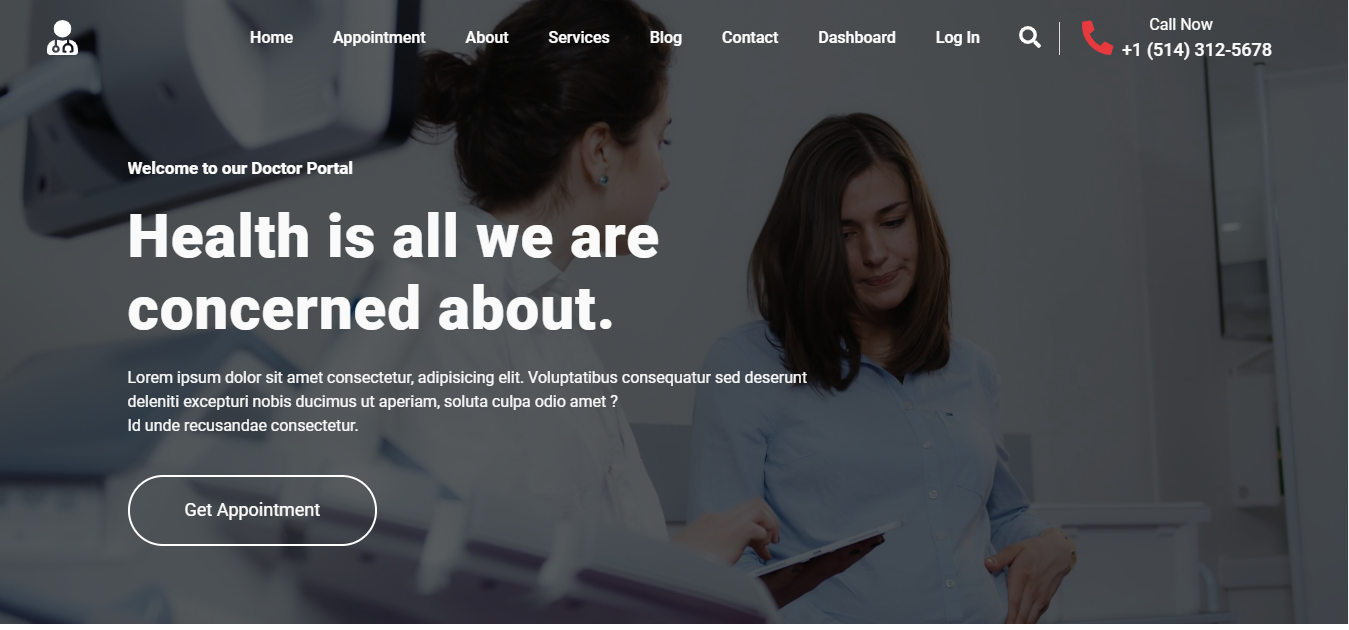 Home Appointment About Services Blog Contact Dashboard Log In
Call Now
+1 (514) 312-5678
Welcome to our Doctor Portal
Health is all we are
concerned about.
Lorem ipsum dolor sit amet consectetur, adipisicing elit. Voluptatibus consequatur sed deserunt
deleniti excepturi nobis ducimus ut aperiam, soluta culpa odio amet ?
Id unde recusandae consectetur.
Get Appointment